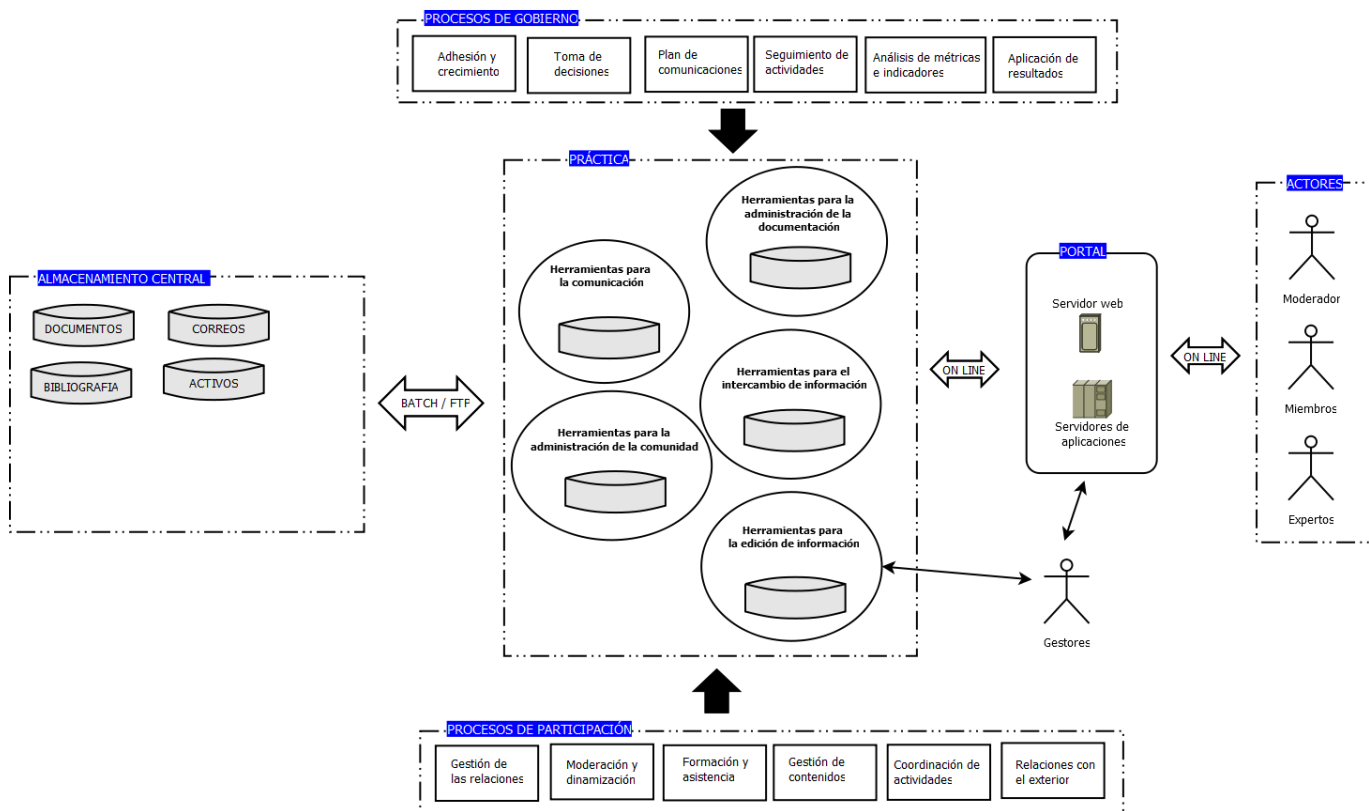 PROCESOS DE GOBIERNO
Adhesión y
crecimiento
Toma de
decisiones
Plan de
comunicaciones
Seguimiento de
actividades
Análisis de métricas
e indicadores
Aplicación de
resultados
PRÁCTICA
Herramientas para la
administración de la
documentación
Herramientas para
la comunicación
Herramientas para el
intercambio de información
Herramientas para la
administración de la comunidad
Herramientas para
la edición de información
ALMACENAMIENTO CENTRAL
DOCUMENTOS
CORREOS
BIBLIOGRAFIA
ACTIVOS
BATCH / FTP
ON LINE
PORTAL
Servidor web
Servidores de
aplicaciones
ON LINE
ACTORES
Moderador
Miembros
Expertos
Gestores
PROCESOS DE PARTICIPACIÓN
Gestión de
las relaciones
Moderación y
dinamización
Formación y
asistencia
Gestión de
contenidos
Coordinación de
actividades
Relaciones con
el exterior